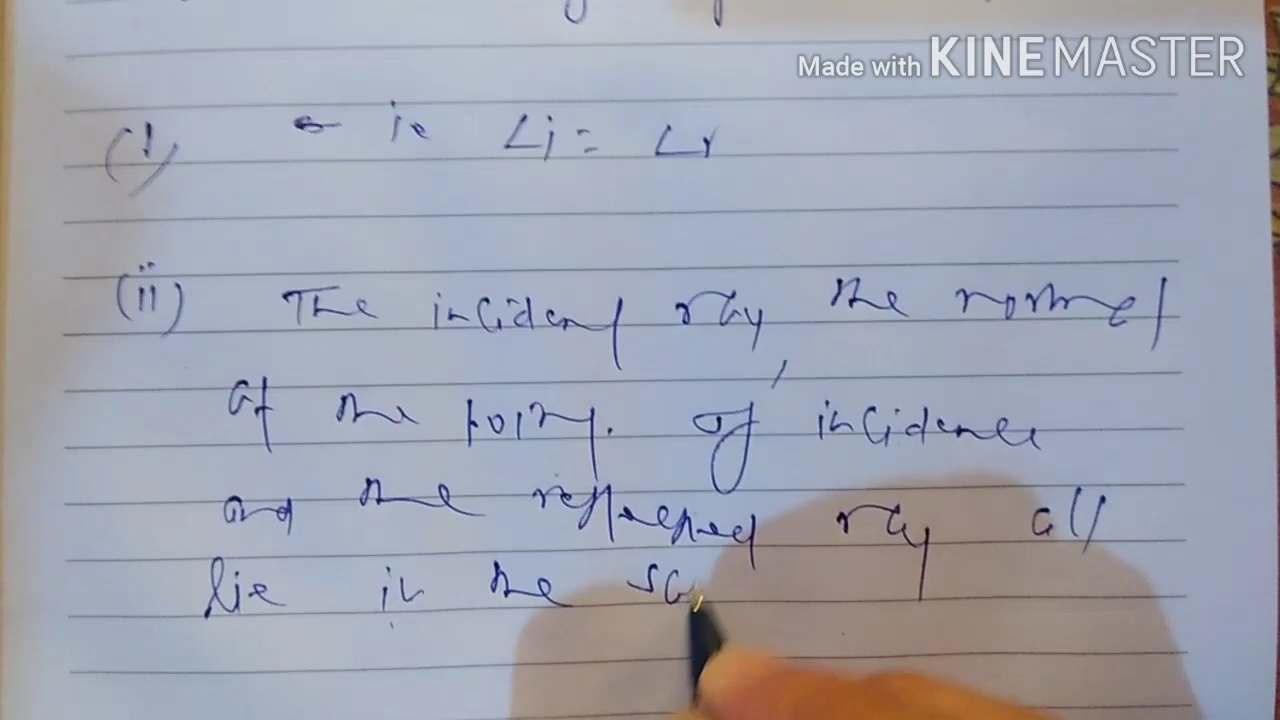 Made with KINEMASTER
(i) ie ∠i = ∠r
(ii) The incident ray, the normal
at the point of incidence
and the reflected ray all
lie in the sa